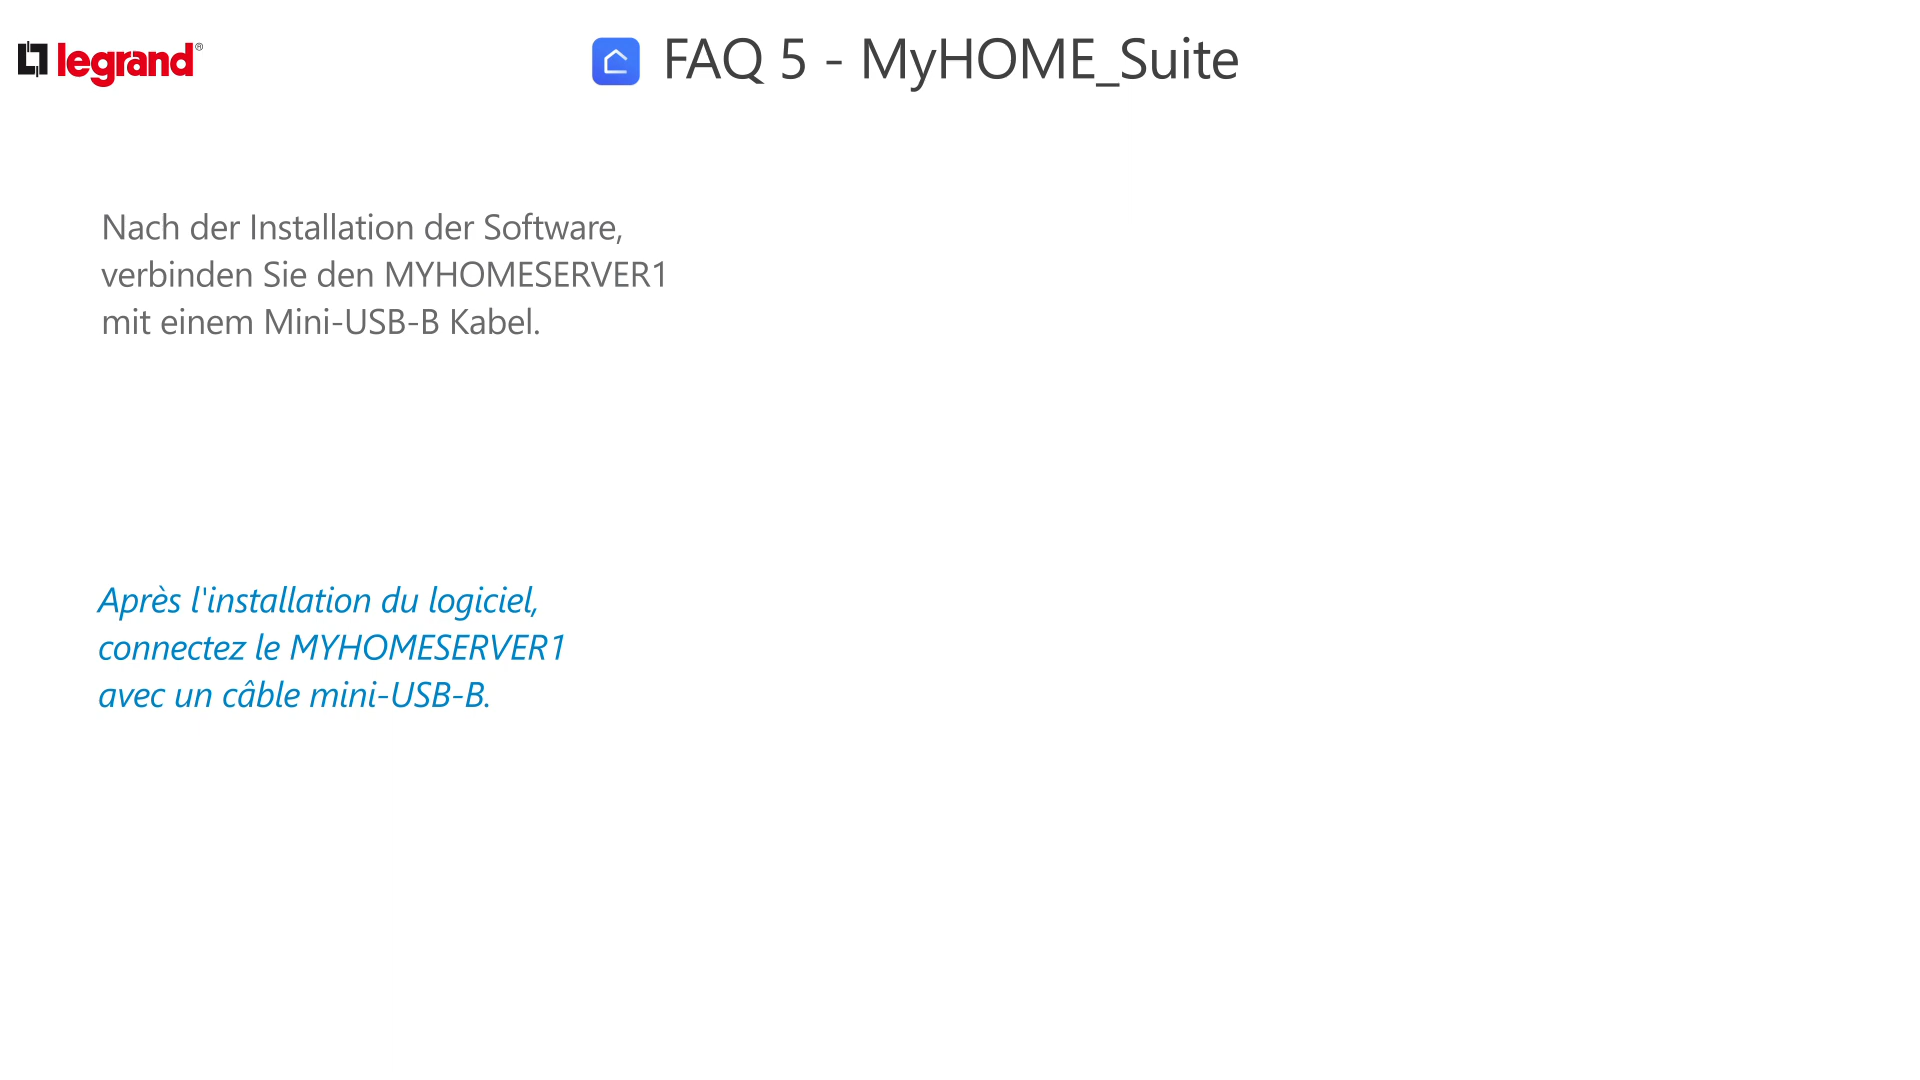 legrand®
FAQ 5 - MyHOME_Suite
Nach der Installation der Software,
verbinden Sie den MYHOMESERVER1
mit einem Mini-USB-B Kabel.
Après l'installation du logiciel,
connectez le MYHOMESERVER1
avec un câble mini-USB-B.